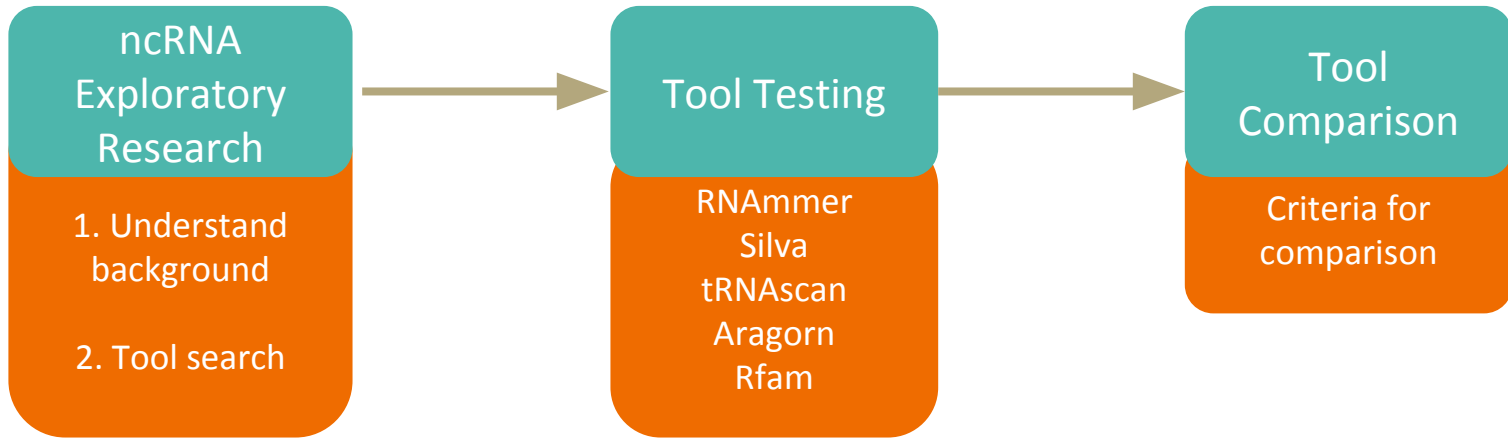 ncRNA
Exploratory
Research
1. Understand
background
2. Tool search
Tool Testing
RNAmmer
Silva
tRNAscan
Aragorn
Rfam
Tool
Comparison
Criteria for
comparison